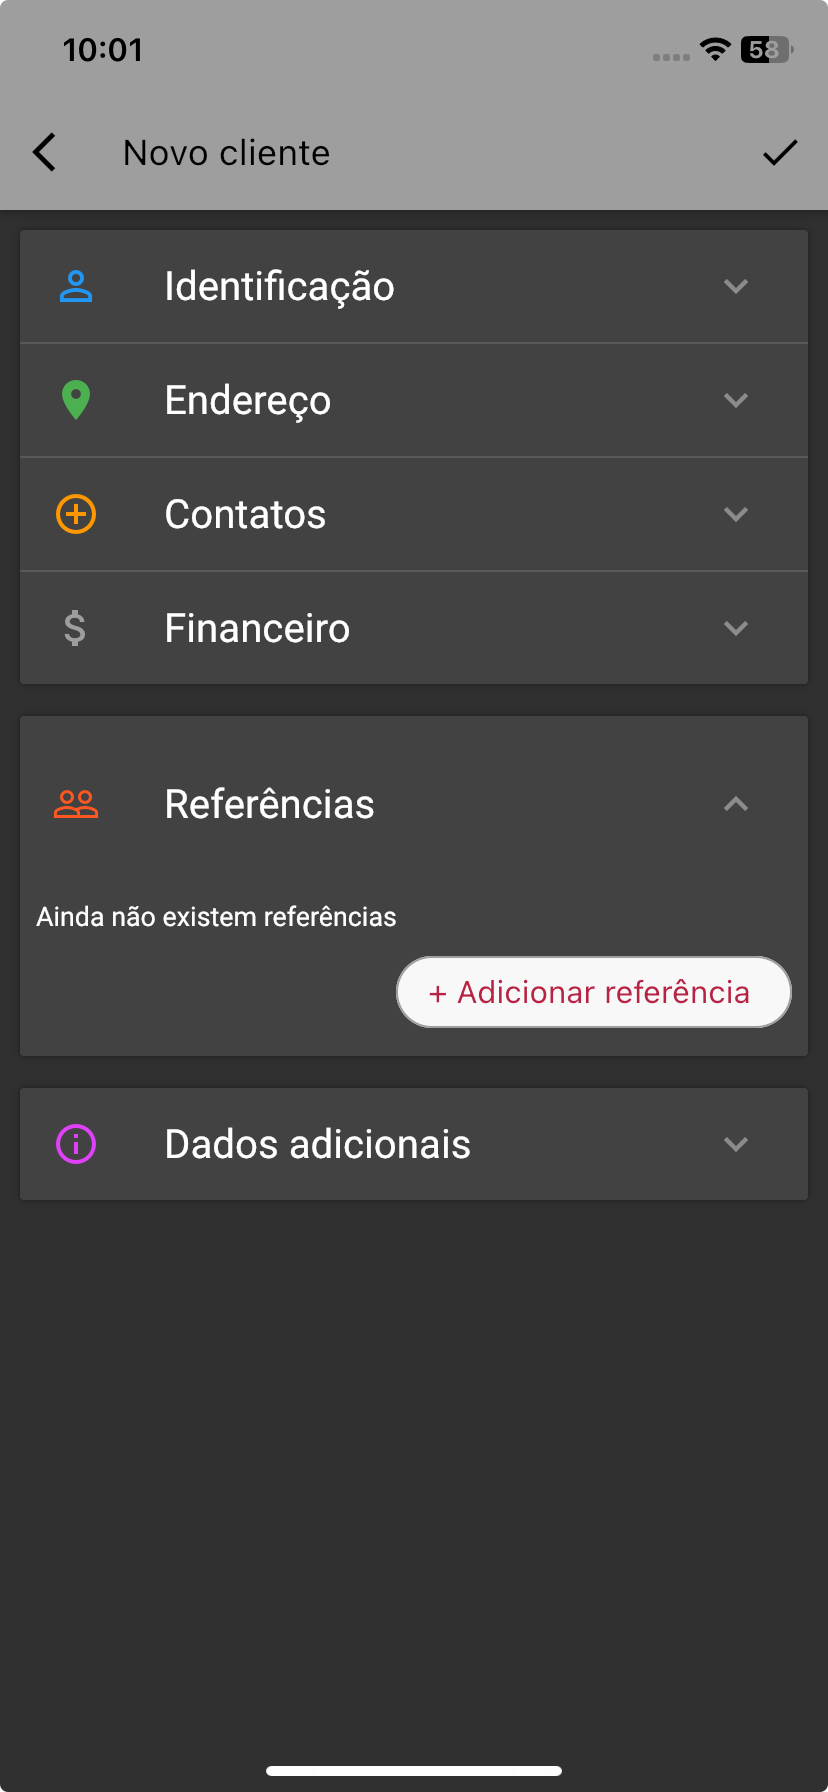 10:01
58
Novo cliente
Identificação
Endereço
Contatos
$ Financeiro
Referências
Ainda não existem referências
+ Adicionar referência
Dados adicionais